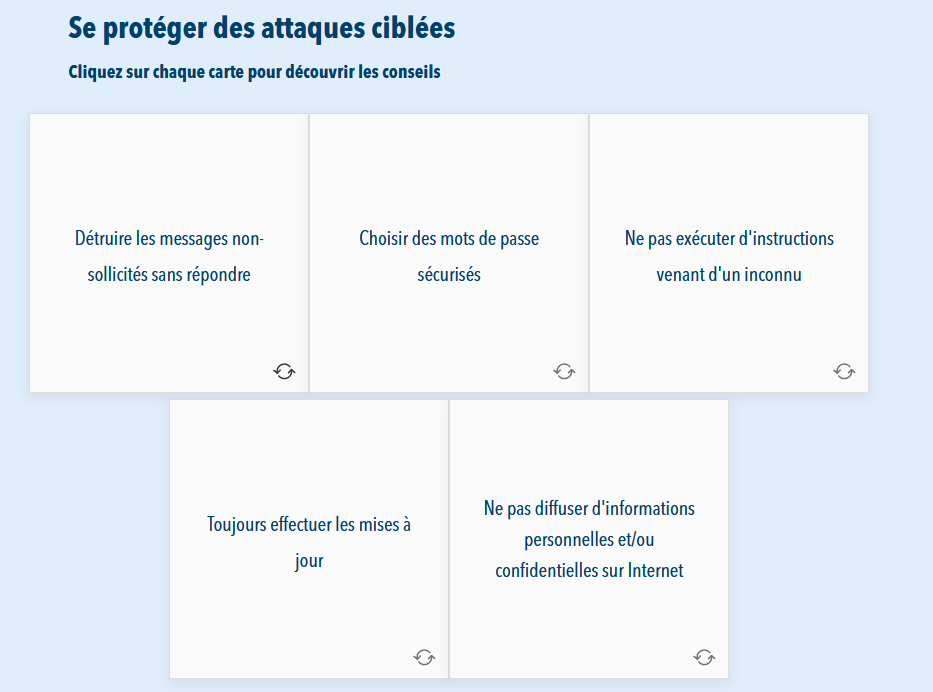 Se protéger des attaques ciblées
Cliquez sur chaque carte pour découvrir les conseils
Détruire les messages non-
sollicités sans répondre
Choisir des mots de passe
sécurisés
Ne pas exécuter d'instructions
venant d'un inconnu
Toujours effectuer les mises à
jour
Ne pas diffuser d'informations
personnelles et/ou
confidentielles sur Internet